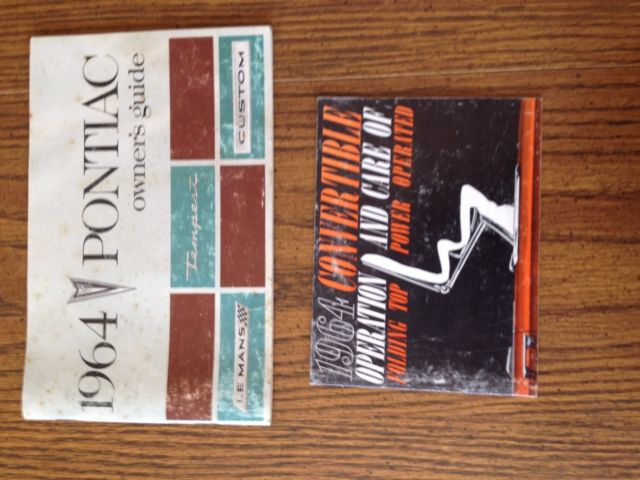 1964 PONTIAC
owner's guide
Tempest
LE MANS
CUSTOM
1964 CONVERTIBLE
OPERATION AND CARE OF
FOLDING TOP POWER OPERATED